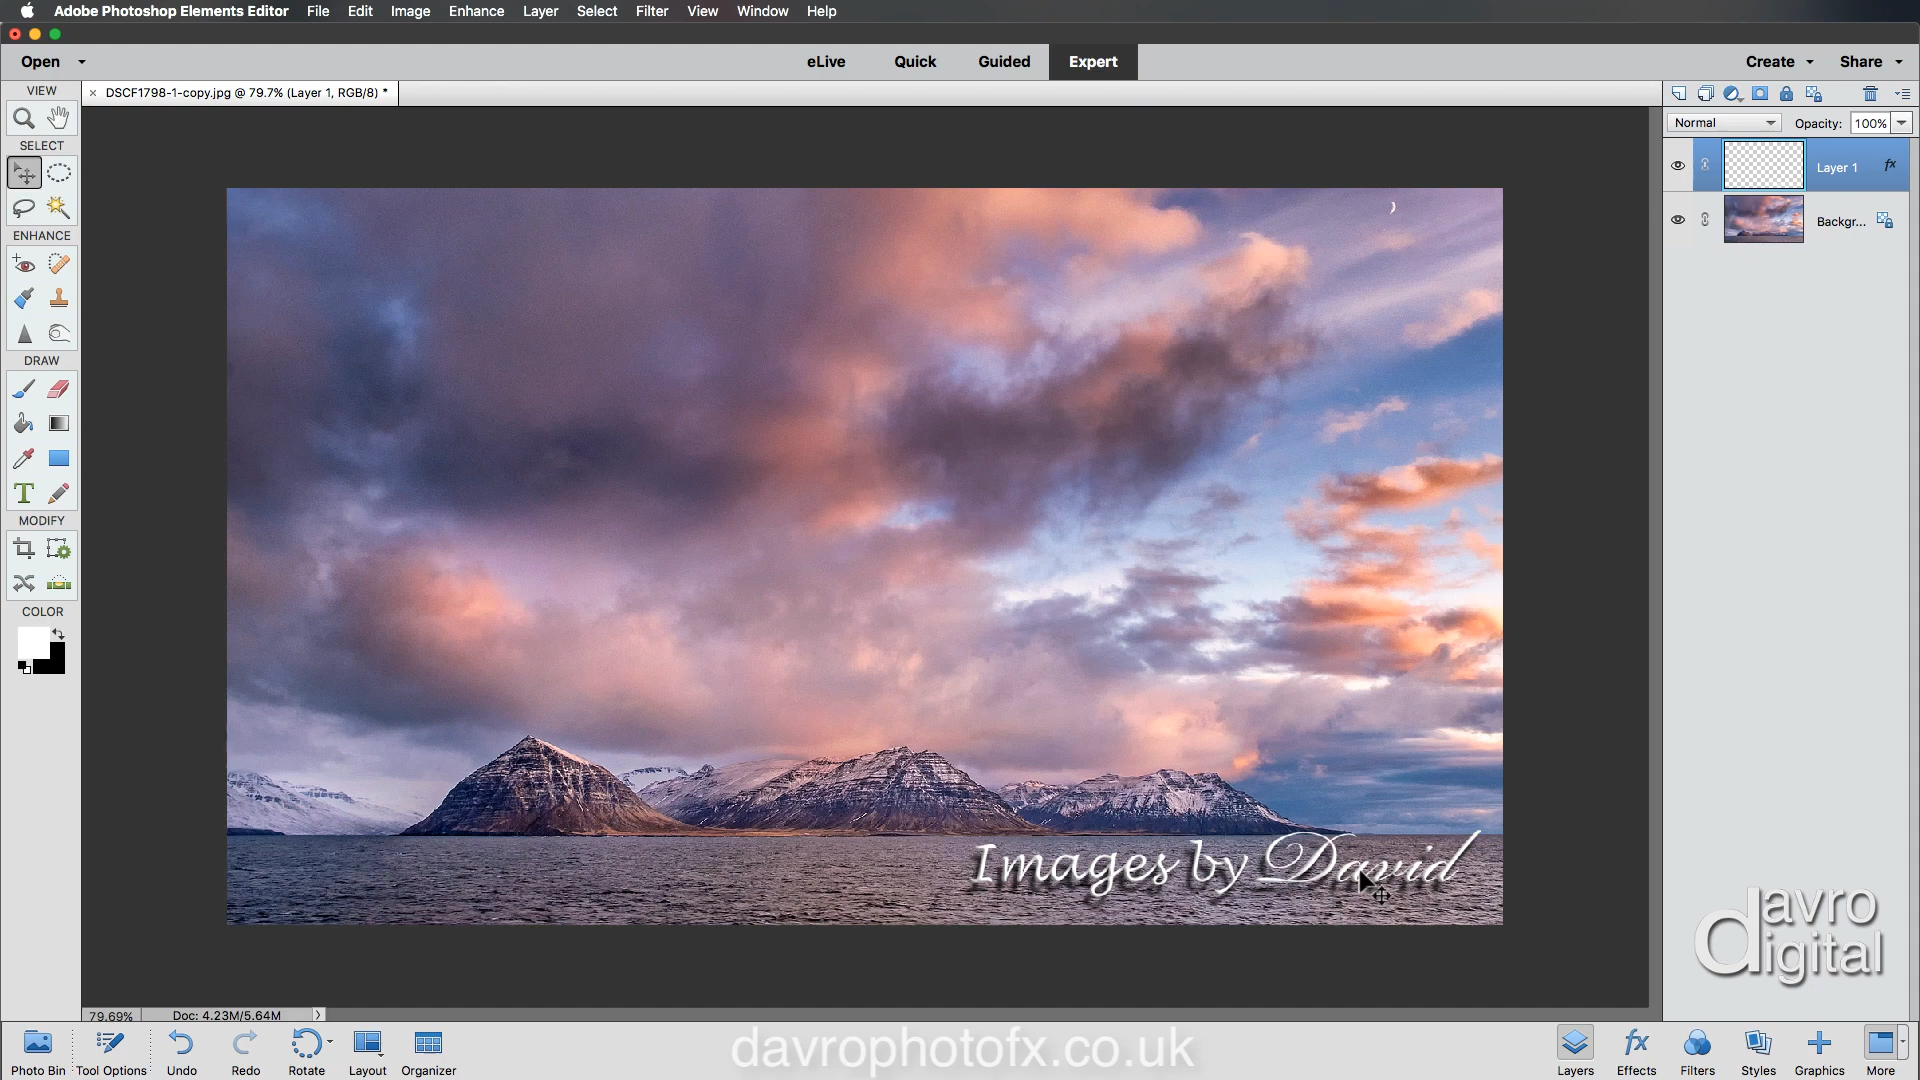 Adobe Photoshop Elements Editor File Edit Image Enhance Layer Select Filter View Window Help
Open eLive Quick Guided Expert Create Share
VIEW
× DSCF1798-1-copy.jpg @ 79.7% (Layer 1, RGB/8) *
Normal Opacity: 100%
SELECT
Layer 1 fx
Backgr...
ENHANCE
DRAW
T
MODIFY
COLOR
Images by David
davro
digital
79.69% Doc: 4.23M/5.64M
davrophotofx.co.uk
Photo Bin Tool Options Undo Redo Rotate Layout Organizer
fx
Layers Effects Filters Styles Graphics More